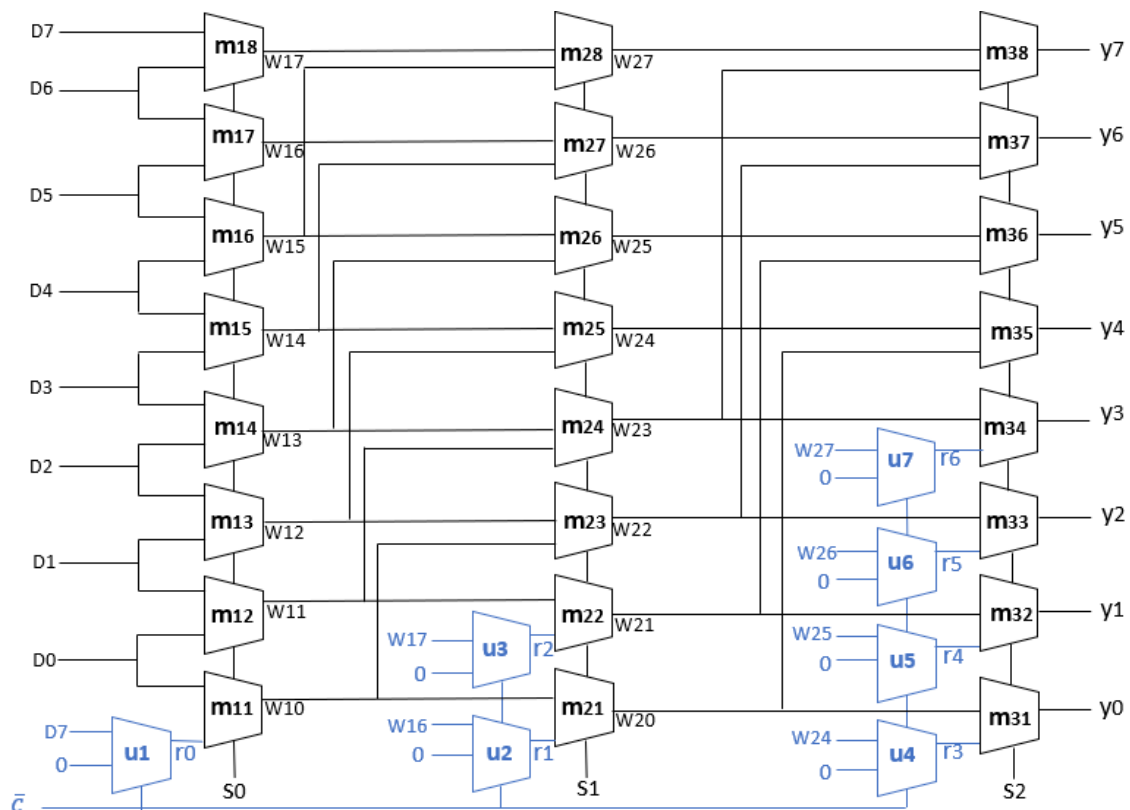 D7 m18 W17 m28 W27 m38 y7
D6 m17 W16 m27 W26 m37 y6
D5 m16 W15 m26 W25 m36 y5
D4 m15 W14 m25 W24 m35 y4
D3 m14 W13 m24 W23 m34 y3
W27 0 u7 r6
D2 m13 W12 m23 W22 m33 y2
W26 0 u6 r5
D1 m12 W11 m22 W21 m32 y1
W17 0 u3 r2
W25 0 u5 r4
D0 m11 W10 m21 W20 m31 y0
D7 0 u1 r0
W16 0 u2 r1
W24 0 u4 r3
S0 S1 S2
c̅